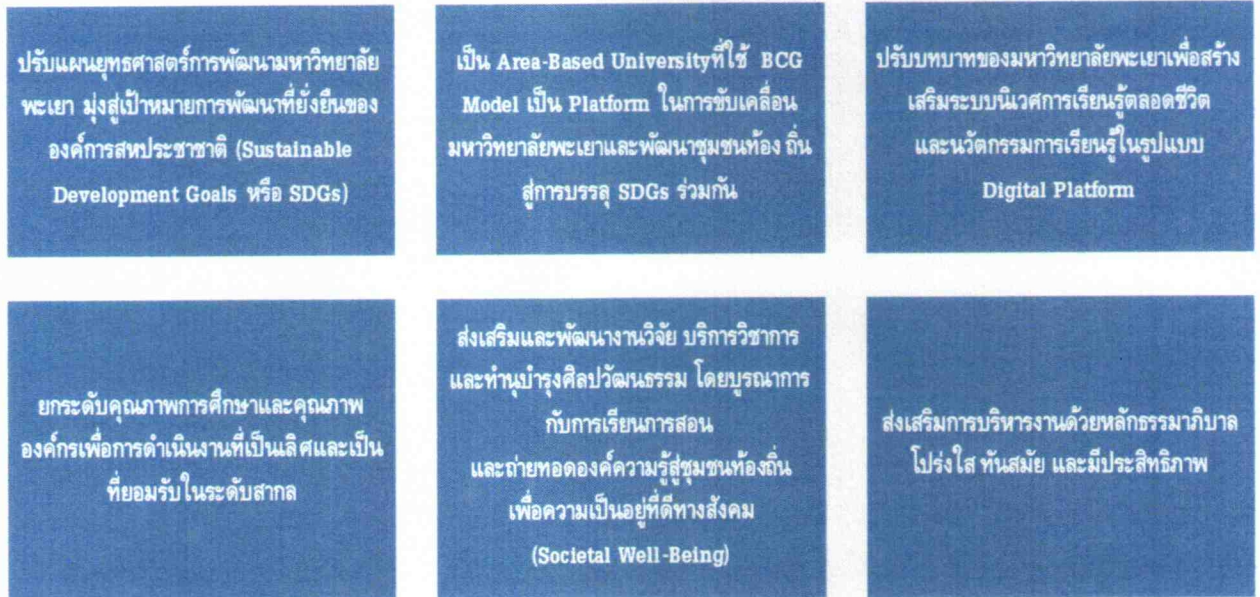 ปรับแผนยุทธศาสตร์การพัฒนามหาวิทยาลัย
พะเยา มุ่งสู่เป้าหมายการพัฒนาที่ยั่งยืนของ
องค์การสหประชาชาติ (Sustainable
Development Goals หรือ SDGs)
เป็น Area-Based Universityที่ใช้ BCG
Model เป็น Platform ในการขับเคลื่อน
มหาวิทยาลัยพะเยาและพัฒนาชุมชนท้อง ถิ่น
สู่การบรรลุ SDGs ร่วมกัน
ปรับบทบาทของมหาวิทยาลัยพะเยาเพื่อสร้าง
เสริมระบบนิเวศการเรียนรู้ตลอดชีวิต
และนวัตกรรมการเรียนรู้ในรูปแบบ
Digital Platform
ยกระดับคุณภาพการศึกษาและคุณภาพ
องค์กรเพื่อการดำเนินงานที่เป็นเลิศและเป็น
ที่ยอมรับในระดับสากล
ส่งเสริมและพัฒนางานวิจัย บริการวิชาการ
และทำนุบำรุงศิลปวัฒนธรรม โดยบูรณาการ
กับการเรียนการสอน
และถ่ายทอดองค์ความรู้สู่ชุมชนท้องถิ่น
เพื่อความเป็นอยู่ที่ดีทางสังคม
(Societal Well-Being)
ส่งเสริมการบริหารงานด้วยหลักธรรมาภิบาล
โปร่งใส ทันสมัย และมีประสิทธิภาพ